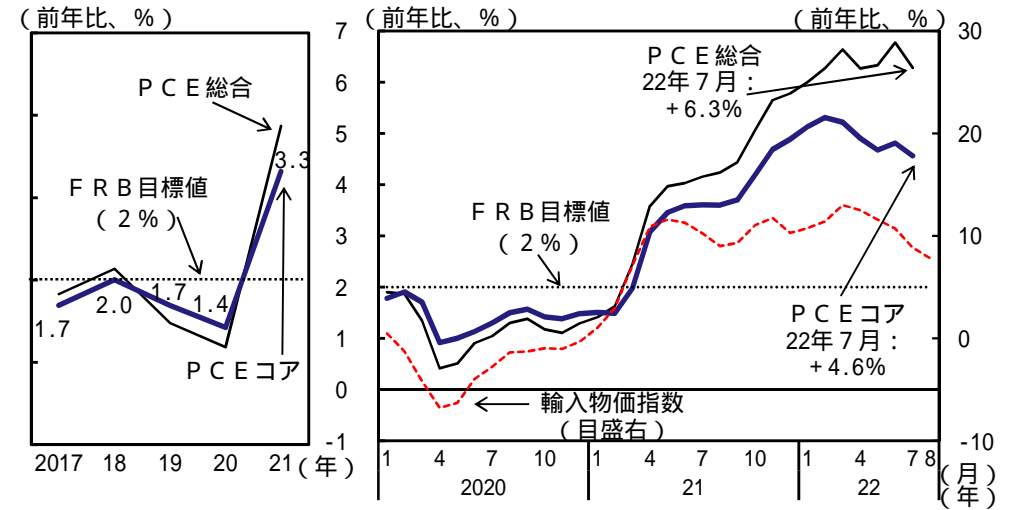 (前年比、%)
PCE総合
3.3
FRB目標値
(2%)
1.7
2.0
1.7
1.4
PCEコア
2017 18 19 20 21 (年)
(前年比、%)
(前年比、%)
7
6
5
4
3
2
1
0
-1
30
20
10
0
-10
PCE総合
22年7月:
+6.3%
FRB目標値
(2%)
PCEコア
22年7月:
+4.6%
輸入物価指数
(目盛右)
1 4 7 10 1 4 7 10 1 4 7 8 (月)
2020 21 22 (年)